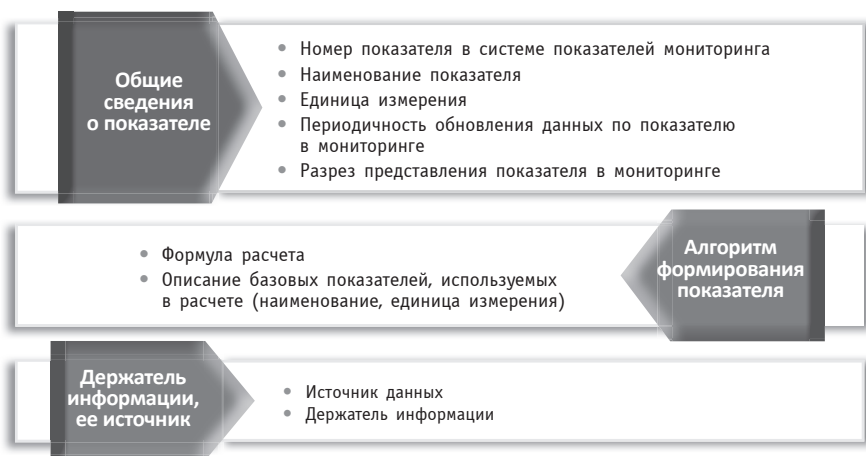 Общие
сведения
о показателе
• Номер показателя в системе показателей мониторинга
• Наименование показателя
• Единица измерения
• Периодичность обновления данных по показателю
в мониторинге
• Разрез представления показателя в мониторинге
• Формула расчета
• Описание базовых показателей, используемых
в расчете (наименование, единица измерения)
Алгоритм
формирования
показателя
Держатель
информации,
ее источник
• Источник данных
• Держатель информации